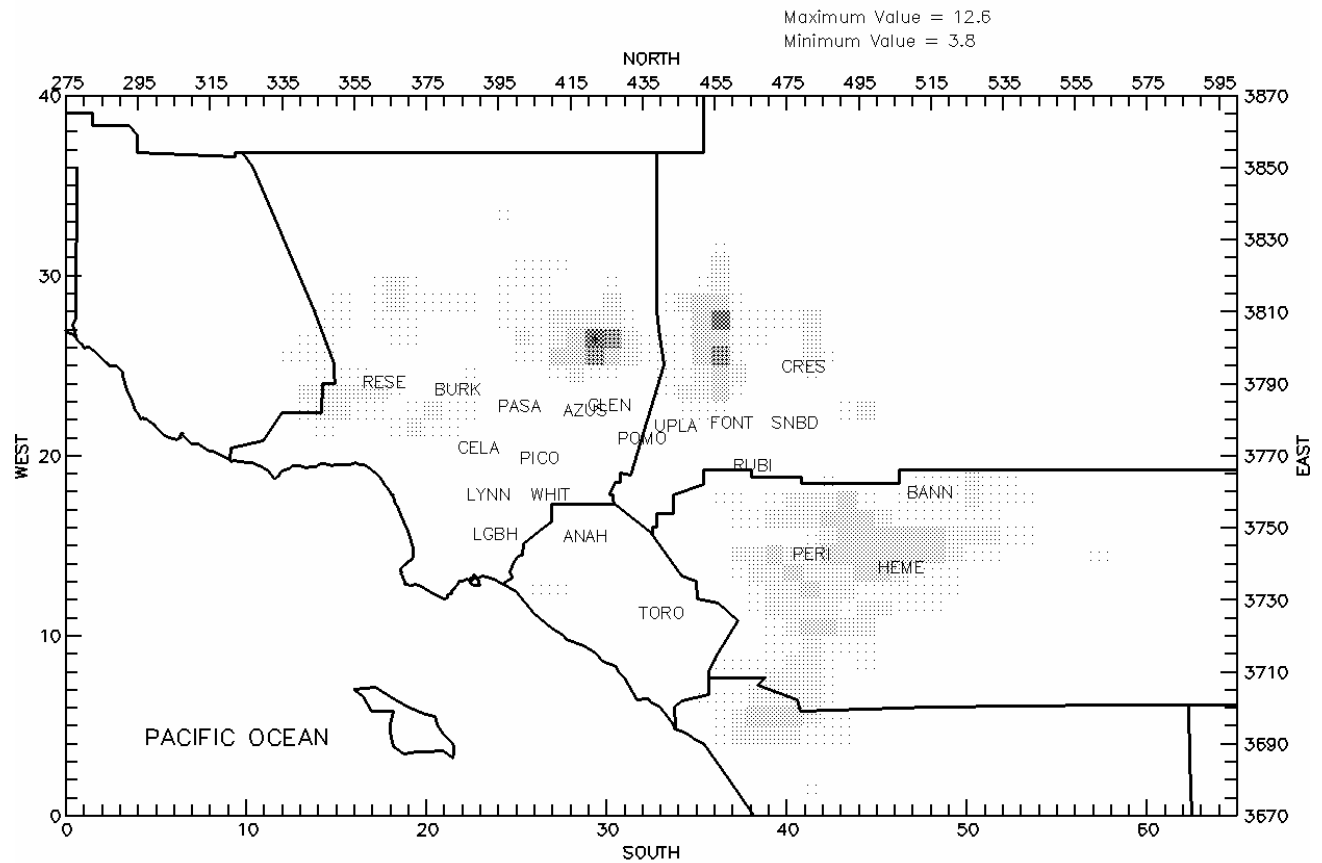 Maximum Value = 12.6
Minimum Value = 3.8
NORTH
275 295 315 335 355 375 395 415 435 455 475 495 515 535 555 575 595
40 3870
3850
3830
30 3810
CRES
RESE BURK 3790
PASA AZUS GLEN
UPLA FONT SNBD
POMO
WEST CELA PICO EAST
20 RUBI 3770
LYNN WHIT BANN
LGBH ANAH 3750
PERI
HEME
TORO 3730
10 3710
PACIFIC OCEAN 3690
0 3670
0 10 20 30 40 50 60
SOUTH